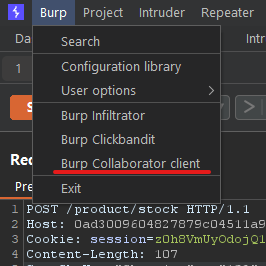 Burp Project Intruder Repeater
Da Intr
1
S
Search
Configuration library
User options
Burp Infiltrator
Burp Clickbandit
Burp Collaborator client
Exit
Rec
Pre
1 POST /product/stock HTTP/1.1
2 Host: 0ad3009604827879c04511a9
3 Cookie: session=z0h8VmUyOdojQ1
4 Content-Length: 107